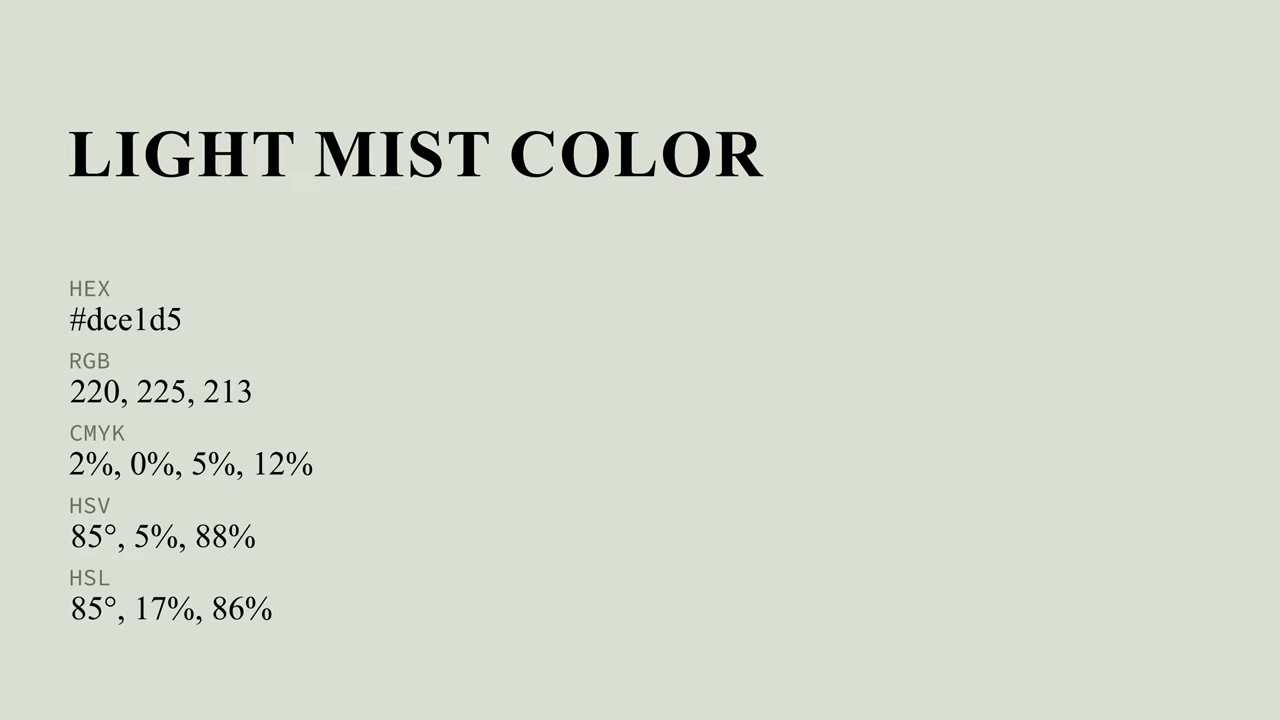 LIGHT MIST COLOR
HEX
#dce1d5
RGB
220, 225, 213
CMYK
2%, 0%, 5%, 12%
HSV
85°, 5%, 88%
HSL
85°, 17%, 86%